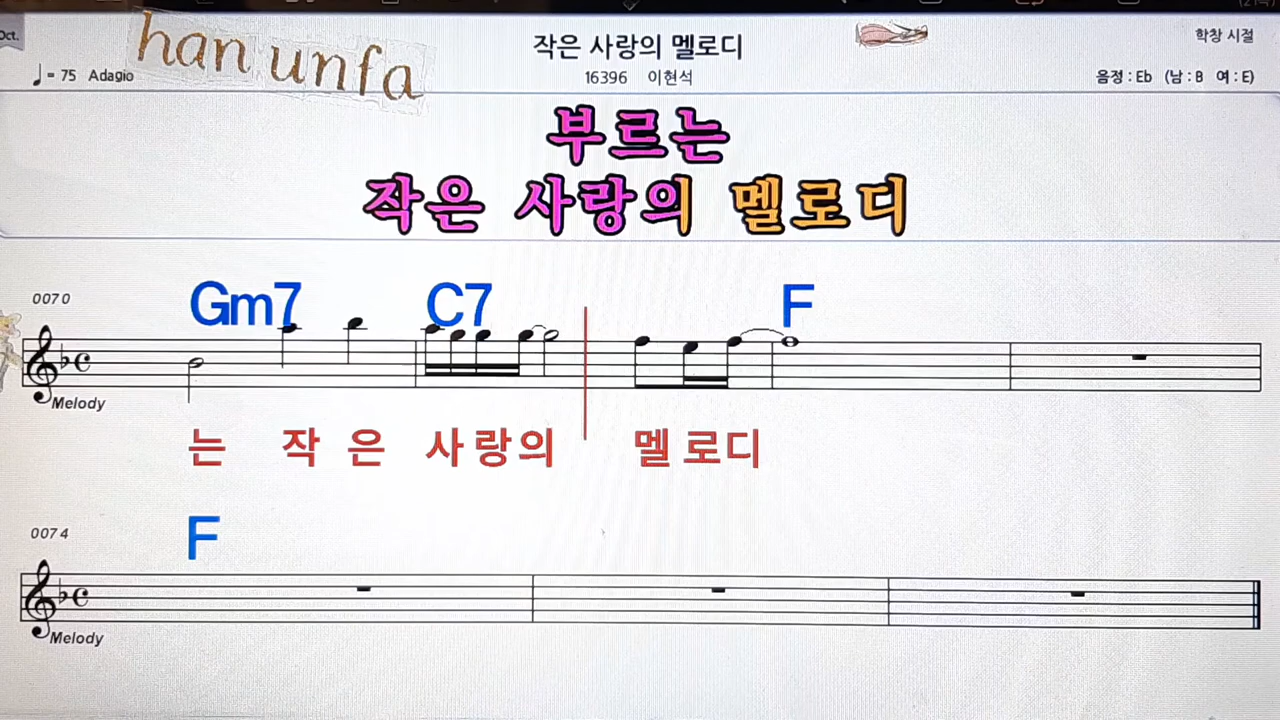 Oct.
han unfa
작은 사랑의 멜로디
학창 시절
♩= 75 Adagio
16396 이현석
음정 : Eb (남 : B 여 : E)
부르는
작은 사랑의 멜로디
0070
Gm7 C7 F
Melody
는 작 은 사 랑의 멜 로디
0074
F
Melody